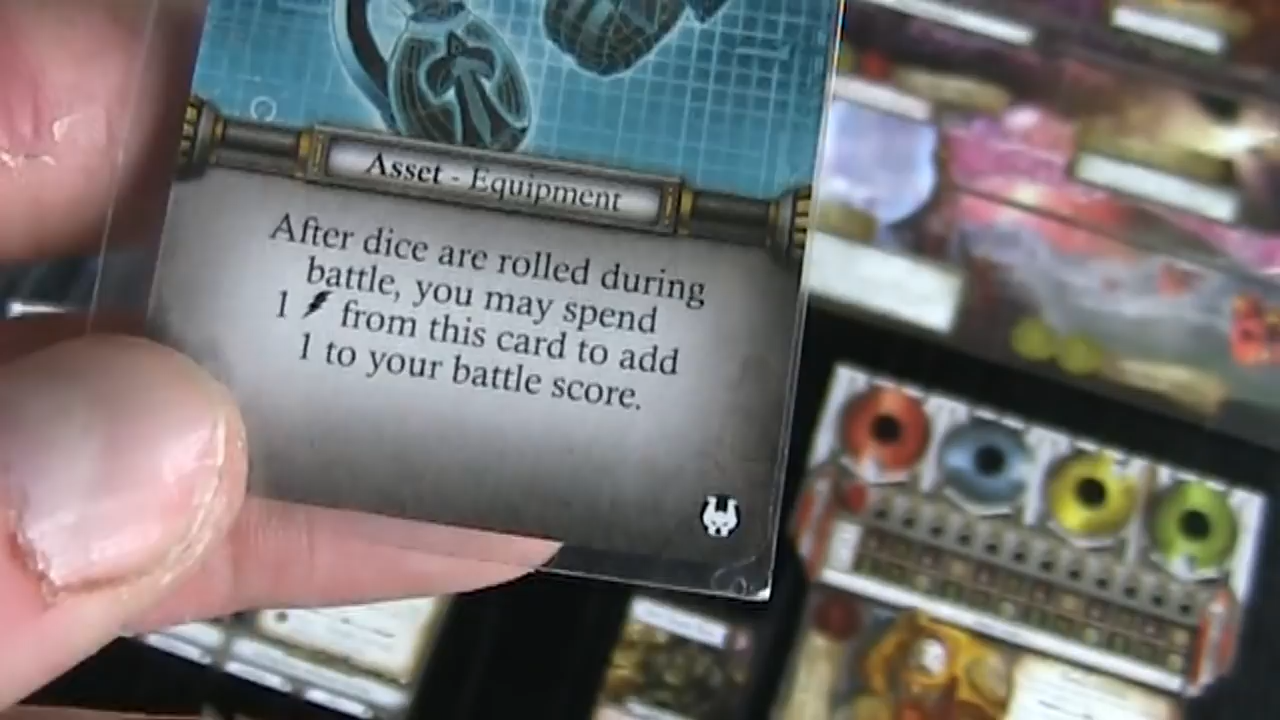 Asset - Equipment
After dice are rolled during
battle, you may spend
1 from this card to add
1 to your battle score.